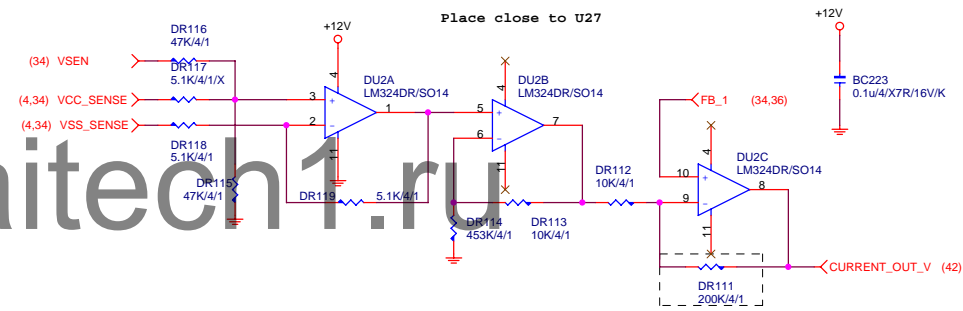 Place close to U27
+12V
+12V
DR116
47K/4/1
(34) VSEN
DR117
5.1K/4/1/X
(4,34) VCC_SENSE
(4,34) VSS_SENSE
DR118
5.1K/4/1
DR115
47K/4/1
DU2A
LM324DR/SO14
4
3
+
1
2
-
11
DR119
5.1K/4/1
DU2B
LM324DR/SO14
4
5
+
7
6
-
11
DR114
453K/4/1
DR113
10K/4/1
DR112
10K/4/1
FB_1 (34,36)
BC223
0.1u/4/X7R/16V/K
DU2C
LM324DR/SO14
4
10
+
8
9
-
11
CURRENT_OUT_V (42)
DR111
200K/4/1
aitech1.ru